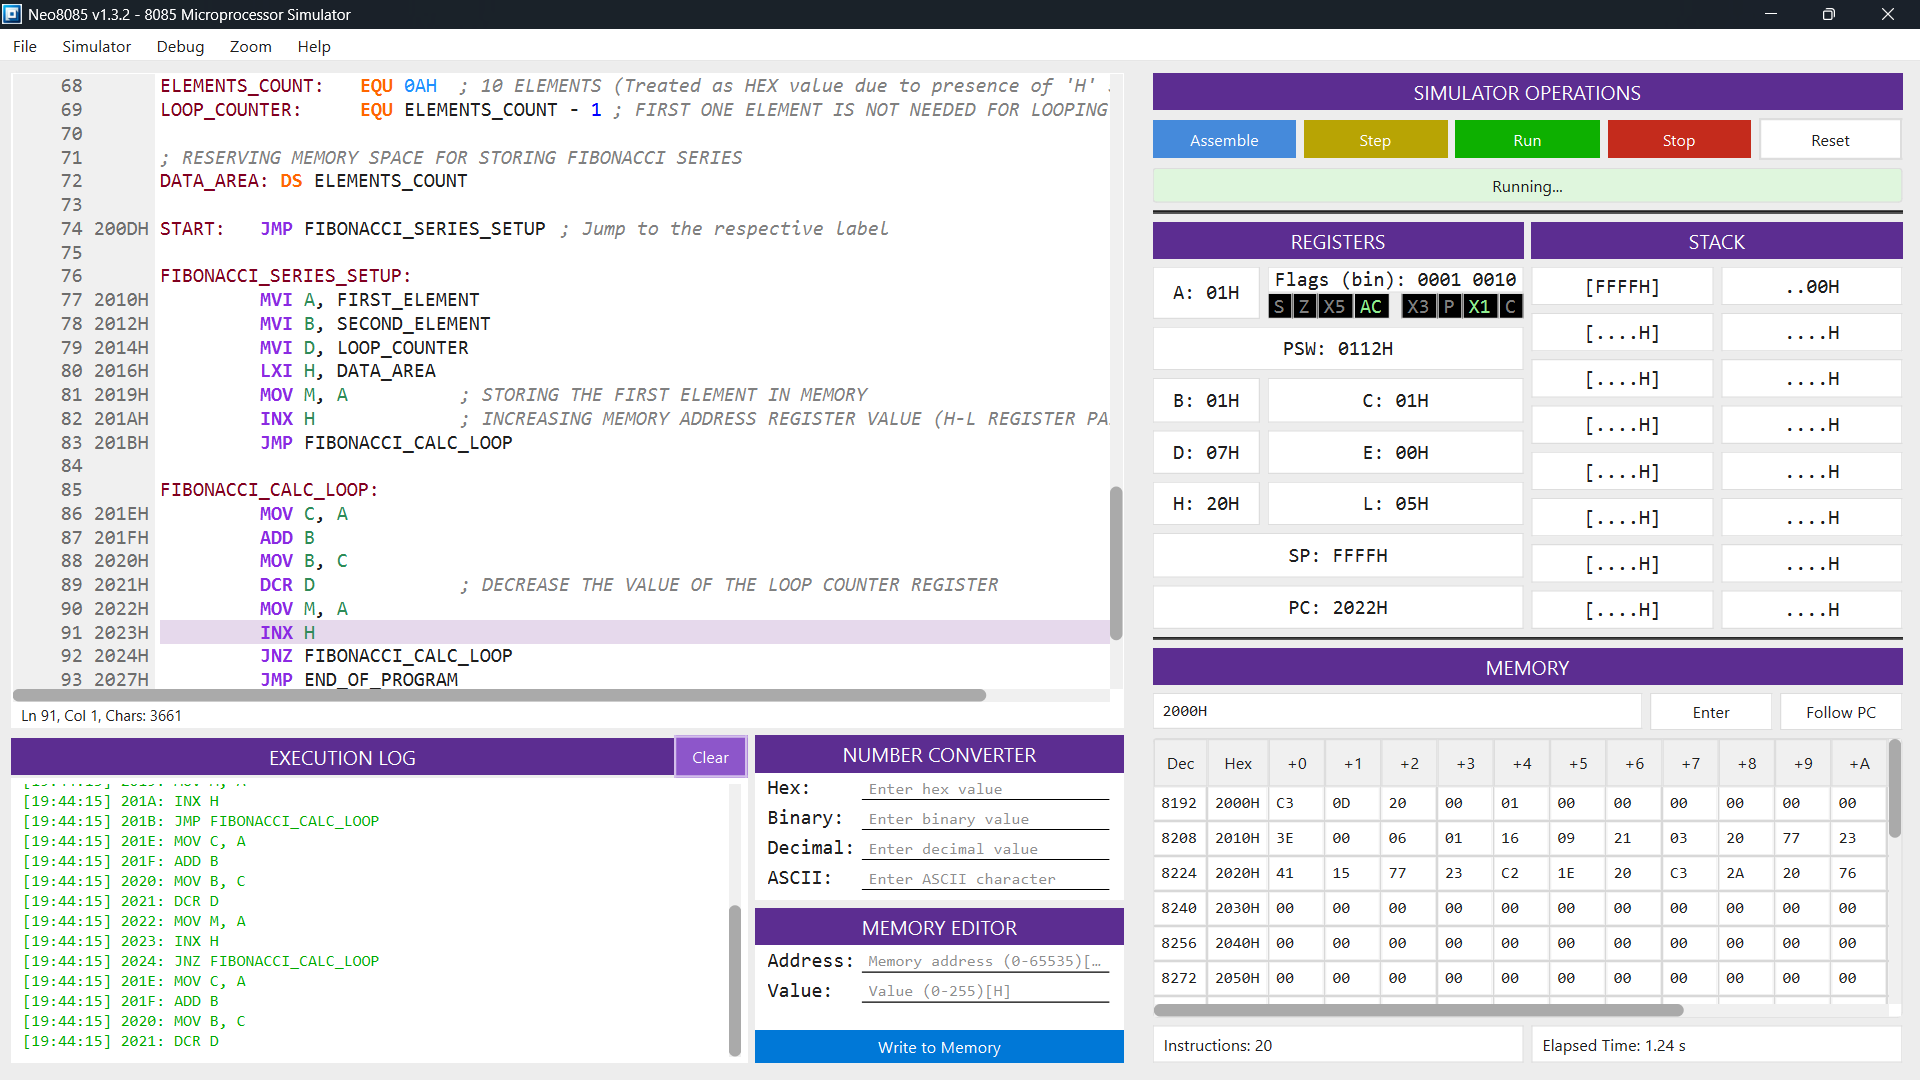 Neo8085 v1.3.2 - 8085 Microprocessor Simulator
File Simulator Debug Zoom Help
68 ELEMENTS_COUNT: EQU 0AH ; 10 ELEMENTS (Treated as HEX value due to presence of 'H'
69 LOOP_COUNTER: EQU ELEMENTS_COUNT - 1 ; FIRST ONE ELEMENT IS NOT NEEDED FOR LOOPING
70
71 ; RESERVING MEMORY SPACE FOR STORING FIBONACCI SERIES
72 DATA_AREA: DS ELEMENTS_COUNT
73
74 200DH START: JMP FIBONACCI_SERIES_SETUP ; Jump to the respective label
75
76 FIBONACCI_SERIES_SETUP:
77 2010H MVI A, FIRST_ELEMENT
78 2012H MVI B, SECOND_ELEMENT
79 2014H MVI D, LOOP_COUNTER
80 2016H LXI H, DATA_AREA
81 2019H MOV M, A ; STORING THE FIRST ELEMENT IN MEMORY
82 201AH INX H ; INCREASING MEMORY ADDRESS REGISTER VALUE (H-L REGISTER PA
83 201BH JMP FIBONACCI_CALC_LOOP
84
85 FIBONACCI_CALC_LOOP:
86 201EH MOV C, A
87 201FH ADD B
88 2020H MOV B, C
89 2021H DCR D ; DECREASE THE VALUE OF THE LOOP COUNTER REGISTER
90 2022H MOV M, A
91 2023H INX H
92 2024H JNZ FIBONACCI_CALC_LOOP
93 2027H JMP END_OF_PROGRAM
Ln 91, Col 1, Chars: 3661
EXECUTION LOG Clear
[19:44:15] 201A: INX H
[19:44:15] 201B: JMP FIBONACCI_CALC_LOOP
[19:44:15] 201E: MOV C, A
[19:44:15] 201F: ADD B
[19:44:15] 2020: MOV B, C
[19:44:15] 2021: DCR D
[19:44:15] 2022: MOV M, A
[19:44:15] 2023: INX H
[19:44:15] 2024: JNZ FIBONACCI_CALC_LOOP
[19:44:15] 201E: MOV C, A
[19:44:15] 201F: ADD B
[19:44:15] 2020: MOV B, C
[19:44:15] 2021: DCR D
NUMBER CONVERTER
Hex: Enter hex value
Binary: Enter binary value
Decimal: Enter decimal value
ASCII: Enter ASCII character
MEMORY EDITOR
Address: Memory address (0-65535)[…
Value: Value (0-255)[H]
Write to Memory
SIMULATOR OPERATIONS
Assemble Step Run Stop Reset
Running...
REGISTERS
A: 01H Flags (bin): 0001 0010
S Z X5 AC X3 P X1 C
PSW: 0112H
B: 01H C: 01H
D: 07H E: 00H
H: 20H L: 05H
SP: FFFFH
PC: 2022H
STACK
[FFFFH] ..00H
[....H] ....H
[....H] ....H
[....H] ....H
[....H] ....H
[....H] ....H
[....H] ....H
[....H] ....H
MEMORY
2000H Enter Follow PC
Dec Hex +0 +1 +2 +3 +4 +5 +6 +7 +8 +9 +A
8192 2000H C3 0D 20 00 01 00 00 00 00 00 00
8208 2010H 3E 00 06 01 16 09 21 03 20 77 23
8224 2020H 41 15 77 23 C2 1E 20 C3 2A 20 76
8240 2030H 00 00 00 00 00 00 00 00 00 00 00
8256 2040H 00 00 00 00 00 00 00 00 00 00 00
8272 2050H 00 00 00 00 00 00 00 00 00 00 00
Instructions: 20 Elapsed Time: 1.24 s